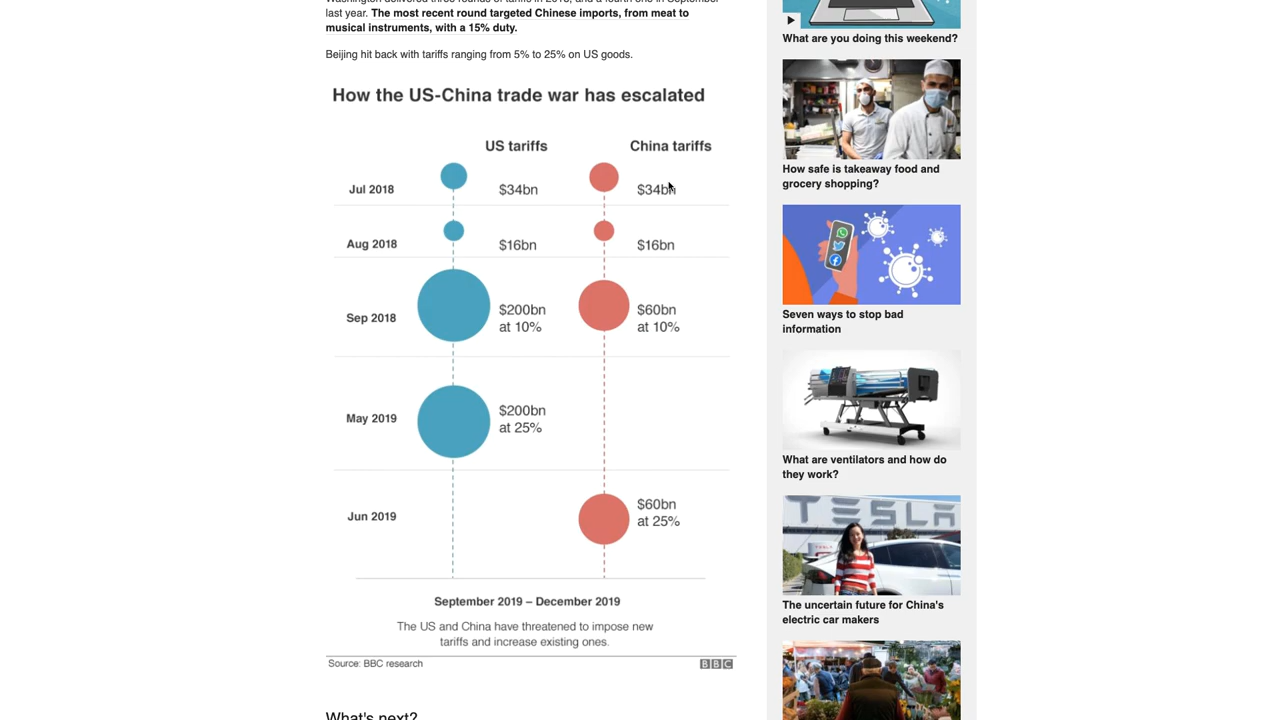 last year. The most recent round targeted Chinese imports, from meat to
musical instruments, with a 15% duty.
Beijing hit back with tariffs ranging from 5% to 25% on US goods.
How the US-China trade war has escalated
US tariffs China tariffs
Jul 2018 $34bn $34bn
Aug 2018 $16bn $16bn
Sep 2018 $200bn at 10% $60bn at 10%
May 2019 $200bn at 25%
Jun 2019 $60bn at 25%
September 2019 – December 2019
The US and China have threatened to impose new
tariffs and increase existing ones.
Source: BBC research BBC
What's next?
What are you doing this weekend?
How safe is takeaway food and
grocery shopping?
Seven ways to stop bad
information
What are ventilators and how do
they work?
TESLA
The uncertain future for China's
electric car makers